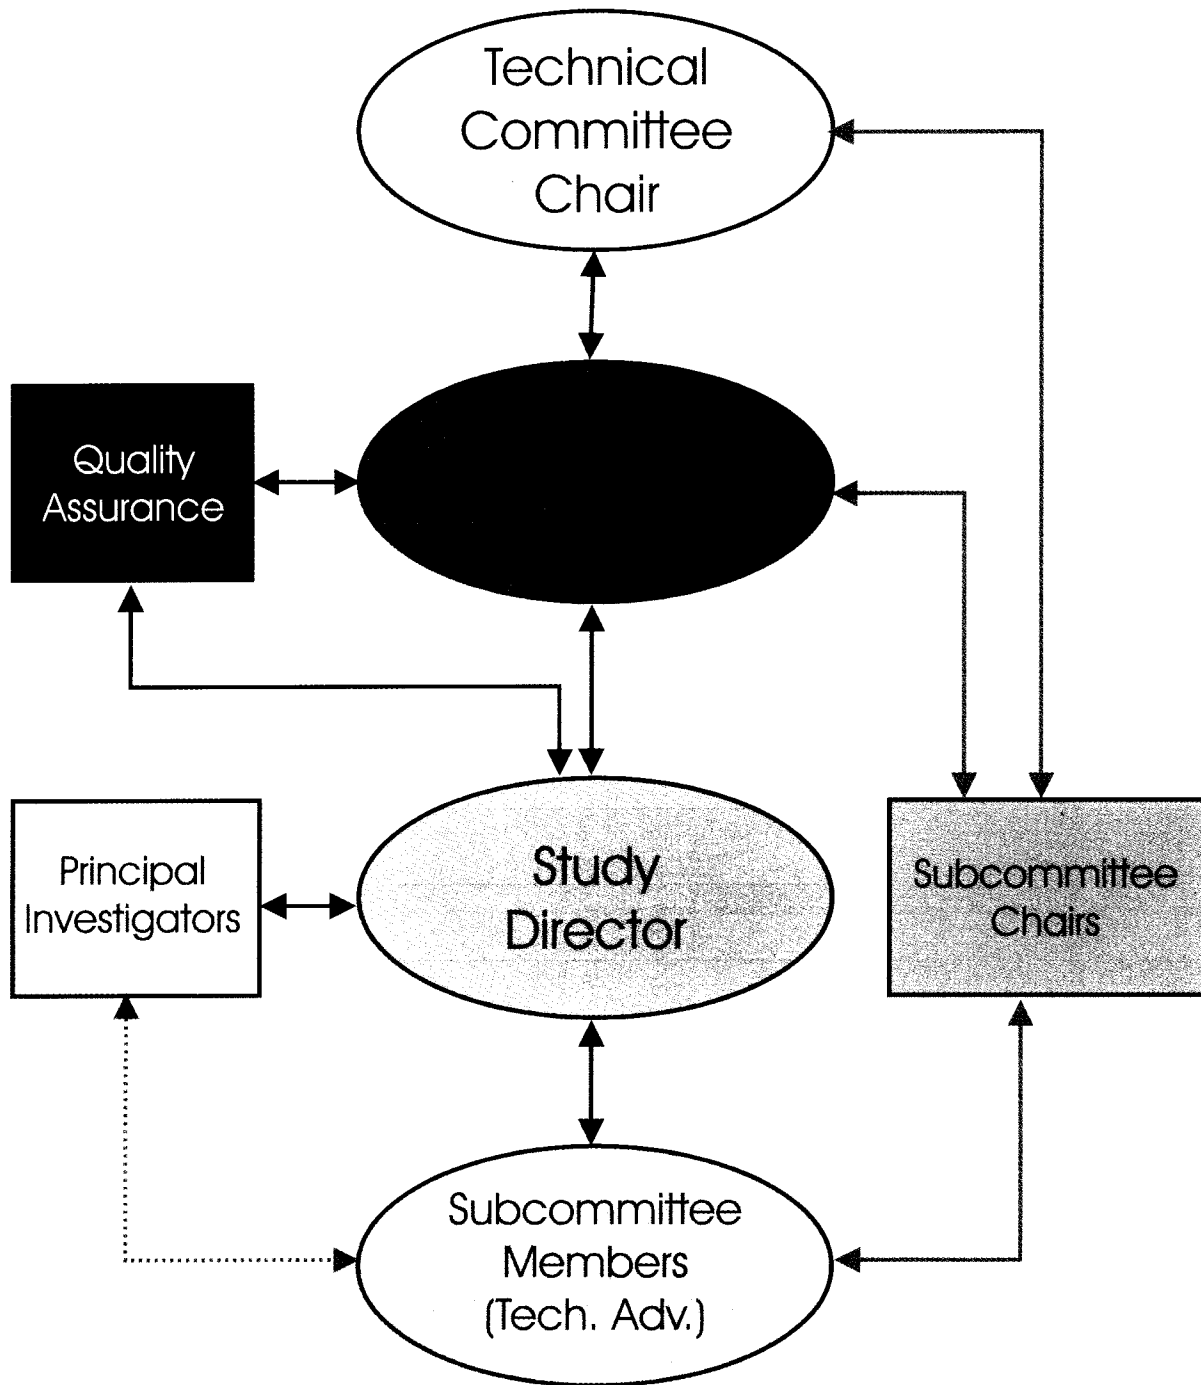 Technical
Committee
Chair
Quality
Assurance
Study
Director
Principal
Investigators
Subcommittee
Chairs
Subcommittee
Members
(Tech. Adv.)